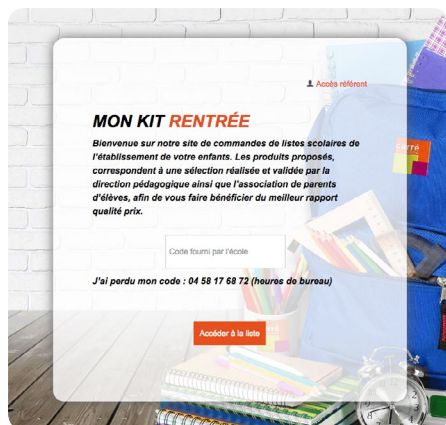 Accès référent
MON KIT RENTRÉE
Bienvenue sur notre site de commandes de listes scolaires de
l'établissement de votre enfants. Les produits proposés,
correspondent à une sélection réalisée et validée par la
direction pédagogique ainsi que l'association de parents
d'élèves, afin de vous faire bénéficier du meilleur rapport
qualité prix.
Code fourni par l'école
J'ai perdu mon code : 04 58 17 68 72 (heures de bureau)
Accéder à la liste
carré